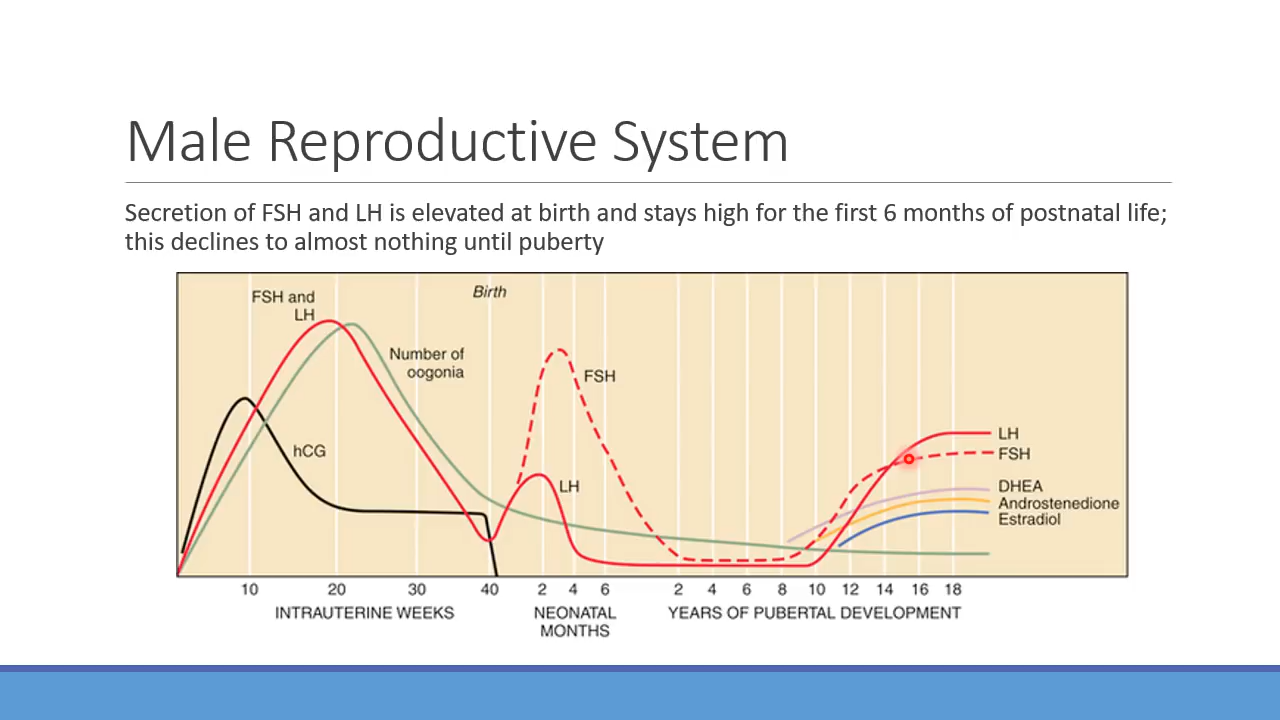 Male Reproductive System
Secretion of FSH and LH is elevated at birth and stays high for the first 6 months of postnatal life;
this declines to almost nothing until puberty
FSH and
LH
Birth
Number of
oogonia
hCG
FSH
LH
LH
FSH
DHEA
Androstenedione
Estradiol
10 20 30 40 2 4 6 2 4 6 8 10 12 14 16 18
INTRAUTERINE WEEKS
NEONATAL
MONTHS
YEARS OF PUBERTAL DEVELOPMENT